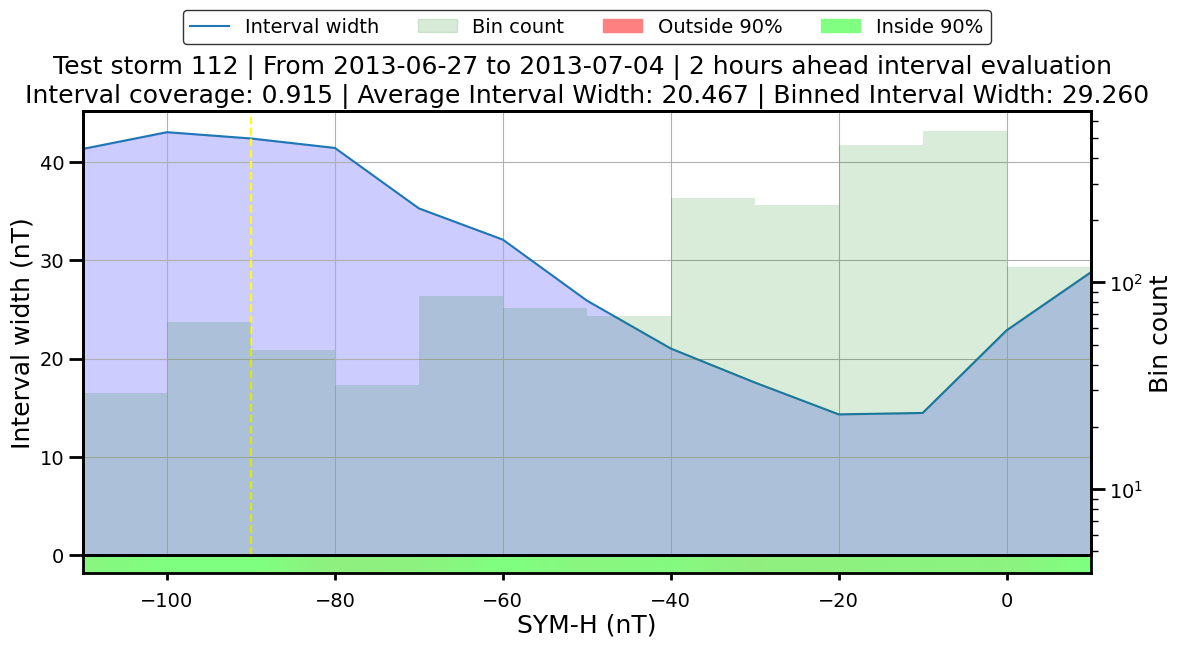 Interval width Bin count Outside 90% Inside 90%
Test storm 112 | From 2013-06-27 to 2013-07-04 | 2 hours ahead interval evaluation
Interval coverage: 0.915 | Average Interval Width: 20.467 | Binned Interval Width: 29.260
Interval width (nT)
40
30
20
10
0
−100 −80 −60 −40 −20 0
SYM-H (nT)
10²
10¹
Bin count